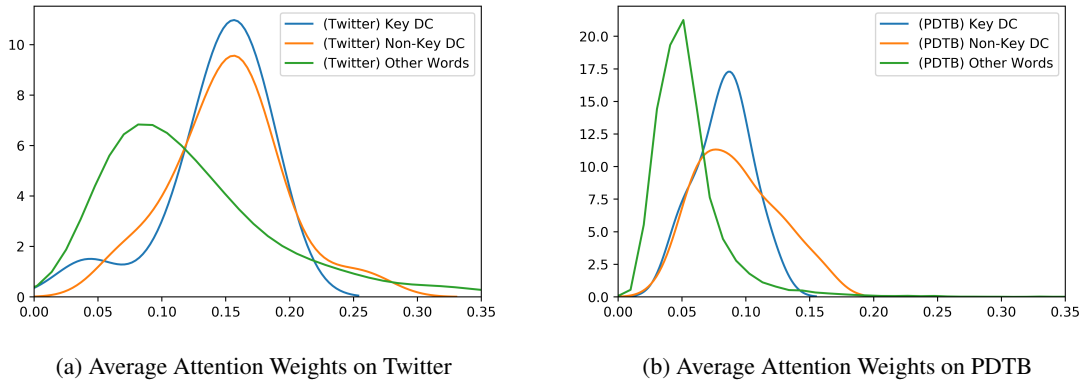 (Twitter) Key DC
(Twitter) Non-Key DC
(Twitter) Other Words
10
8
6
4
2
0
0.00 0.05 0.10 0.15 0.20 0.25 0.30 0.35
(a) Average Attention Weights on Twitter
(PDTB) Key DC
(PDTB) Non-Key DC
(PDTB) Other Words
20.0
17.5
15.0
12.5
10.0
7.5
5.0
2.5
0.0
0.00 0.05 0.10 0.15 0.20 0.25 0.30 0.35
(b) Average Attention Weights on PDTB